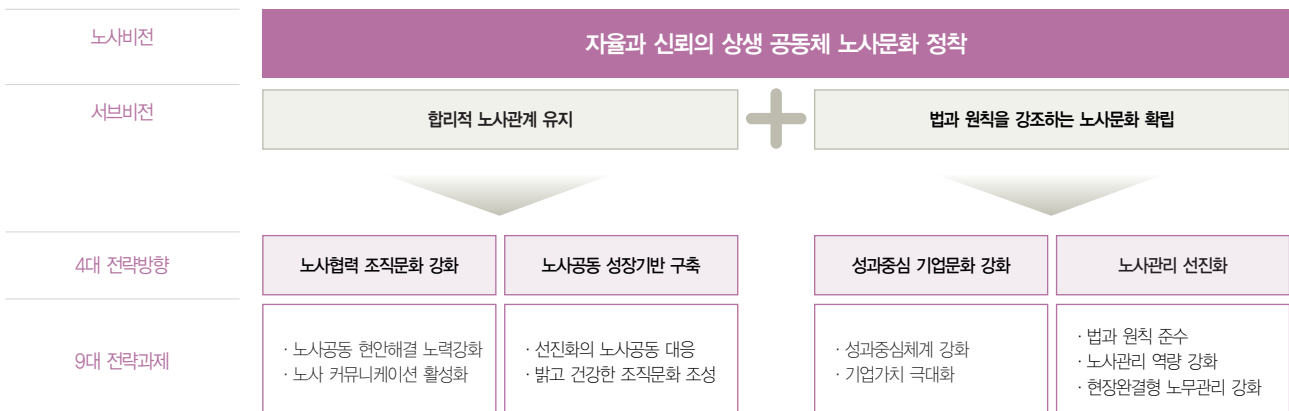 노사비전
자율과 신뢰의 상생 공동체 노사문화 정착
서브비전
합리적 노사관계 유지
법과 원칙을 강조하는 노사문화 확립
4대 전략방향
노사협력 조직문화 강화
노사공동 성장기반 구축
성과중심 기업문화 강화
노사관리 선진화
9대 전략과제
· 노사공동 현안해결 노력강화
· 노사 커뮤니케이션 활성화
· 선진화의 노사공동 대응
· 밝고 건강한 조직문화 조성
· 성과중심체계 강화
· 기업가치 극대화
· 법과 원칙 준수
· 노사관리 역량 강화
· 현장완결형 노무관리 강화